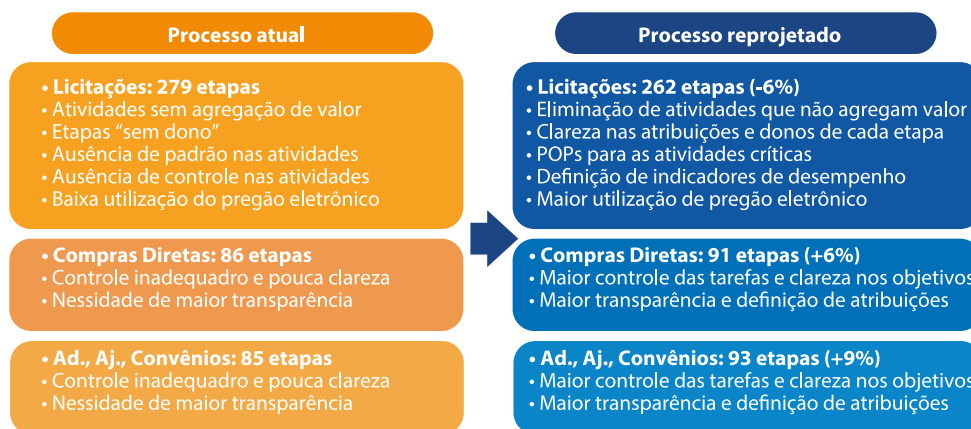 Processo atual
• Licitações: 279 etapas
• Atividades sem agregação de valor
• Etapas “sem dono”
• Ausência de padrão nas atividades
• Ausência de controle nas atividades
• Baixa utilização do pregão eletrônico
• Compras Diretas: 86 etapas
• Controle inadequado e pouca clareza
• Nessidade de maior transparência
• Ad., Aj., Convênios: 85 etapas
• Controle inadequado e pouca clareza
• Nessidade de maior transparência
Processo reprojetado
• Licitações: 262 etapas (-6%)
• Eliminação de atividades que não agregam valor
• Clareza nas atribuições e donos de cada etapa
• POPs para as atividades críticas
• Definição de indicadores de desempenho
• Maior utilização de pregão eletrônico
• Compras Diretas: 91 etapas (+6%)
• Maior controle das tarefas e clareza nos objetivos
• Maior transparência e definição de atribuições
• Ad., Aj., Convênios: 93 etapas (+9%)
• Maior controle das tarefas e clareza nos objetivos
• Maior transparência e definição de atribuições